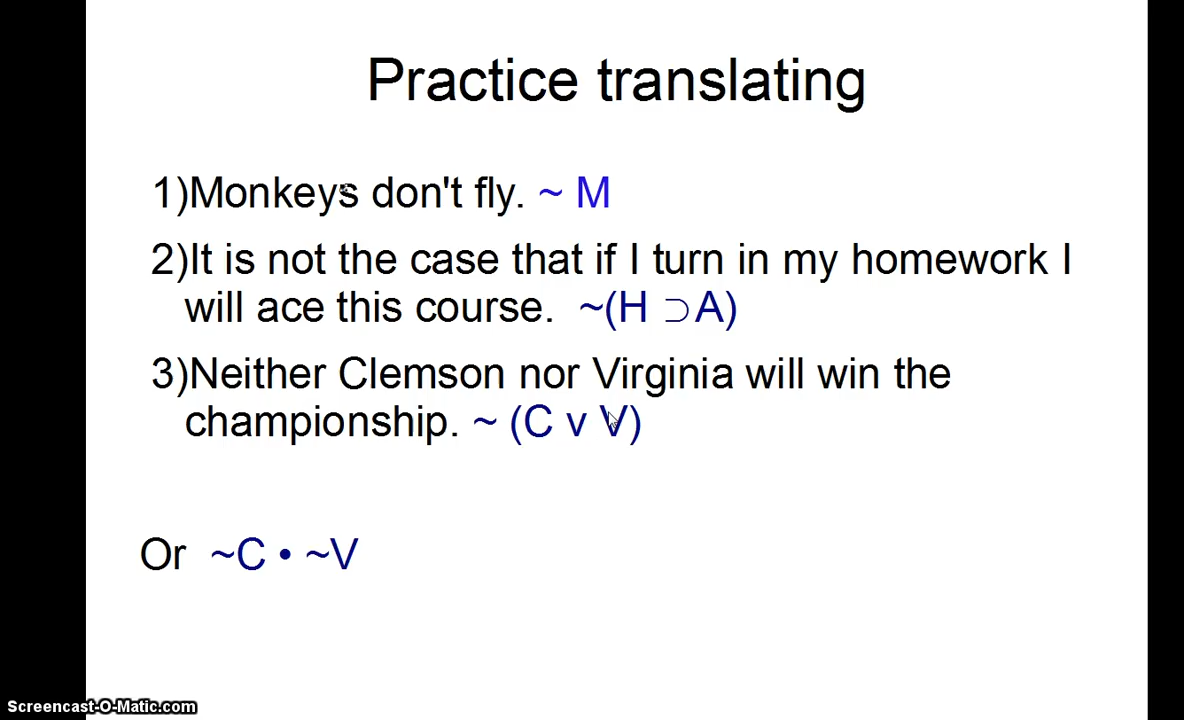 Practice translating
1)Monkeys don't fly. ~ M
2)It is not the case that if I turn in my homework I
will ace this course. ~(H ⊃ A)
3)Neither Clemson nor Virginia will win the
championship. ~ (C v V)
Or ~C • ~V
Screencast-O-Matic.com